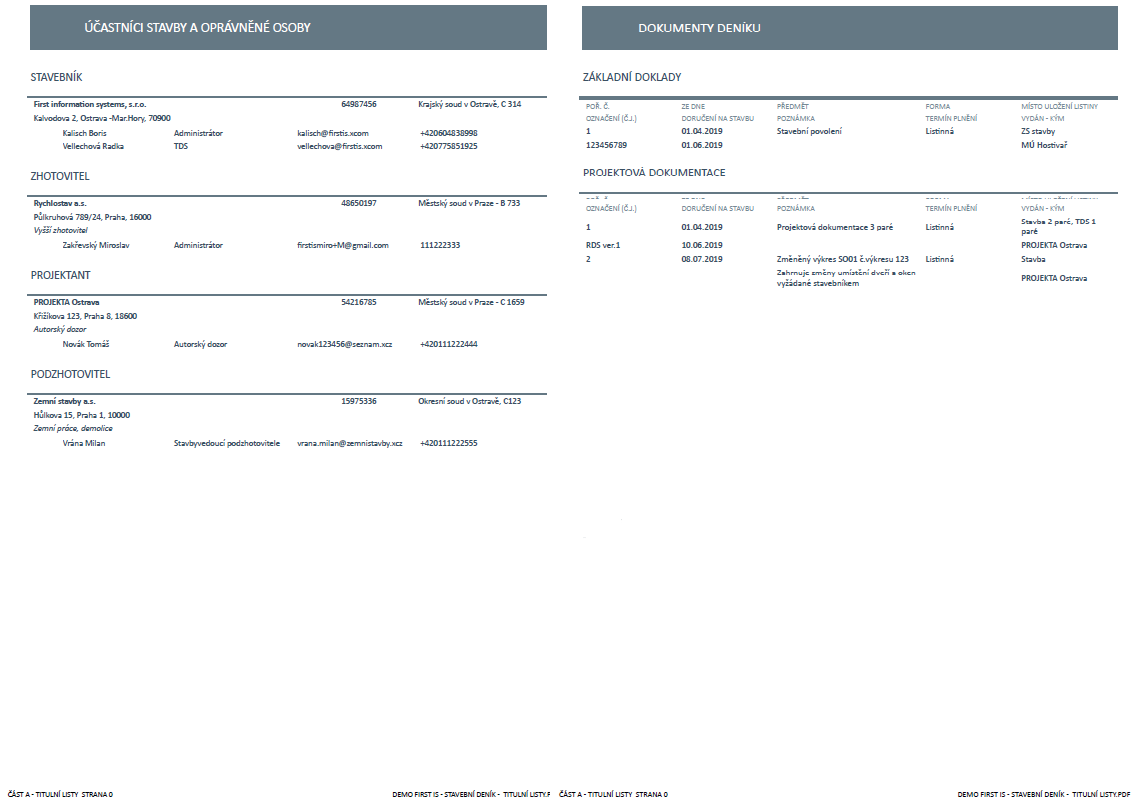 ÚČASTNÍCI STAVBY A OPRÁVNĚNÉ OSOBY
STAVEBNÍK
First information systems, s.r.o. 64987456 Krajský soud v Ostravě, C 314
Kalvodova 2, Ostrava -Mar.Hory, 70900
Kalisch Boris Administrátor kalisch@firstis.xcom +420604838998
Vellechová Radka TDS vellechova@firstis.xcom +420775851925
ZHOTOVITEL
Rychlostav a.s. 48650197 Městský soud v Praze - B 733
Půlkruhová 789/24, Praha, 16000
Vyšší zhotovitel
Zakřevský Miroslav Administrátor firstismiro+M@gmail.com 111222333
PROJEKTANT
PROJEKTA Ostrava 54216785 Městský soud v Praze - C 1659
Křižíkova 123, Praha 8, 18600
Autorský dozor
Novák Tomáš Autorský dozor novak123456@seznam.xcz +420111222444
PODZHOTOVITEL
Zemní stavby a.s. 15975336 Okresní soud v Ostravě, C123
Hůlkova 15, Praha 1, 10000
Zemní práce, demolice
Vrána Milan Stavbyvedoucí podzhotovitele vrana.milan@zemnistavby.xcz +420111222555
ČÁST A - TITULNÍ LISTY STRANA 0 DEMO FIRST IS - STAVEBNÍ DENÍK - TITULNÍ LISTY.P
DOKUMENTY DENÍKU
ZÁKLADNÍ DOKLADY
POŘ. Č. ZE DNE PŘEDMĚT FORMA MÍSTO ULOŽENÍ LISTINY
OZNAČENÍ (Č.J.) DORUČENÍ NA STAVBU POZNÁMKA TERMÍN PLNĚNÍ VYDÁN - KÝM
1 01.04.2019 Stavební povolení Listinná ZS stavby
123456789 01.06.2019 MÚ Hostivař
PROJEKTOVÁ DOKUMENTACE
OZNAČENÍ (Č.J.) DORUČENÍ NA STAVBU POZNÁMKA TERMÍN PLNĚNÍ VYDÁN - KÝM
1 01.04.2019 Projektová dokumentace 3 paré Listinná Stavba 2 paré, TDS 1
paré
RDS ver.1 10.06.2019 PROJEKTA Ostrava
2 08.07.2019 Změněný výkres SO01 č.výkresu 123 Listinná Stavba
Zahrnuje změny umístění dveří a oken
vyžádané stavebníkem PROJEKTA Ostrava
ČÁST A - TITULNÍ LISTY STRANA 0 DEMO FIRST IS - STAVEBNÍ DENÍK - TITULNÍ LISTY.PDF